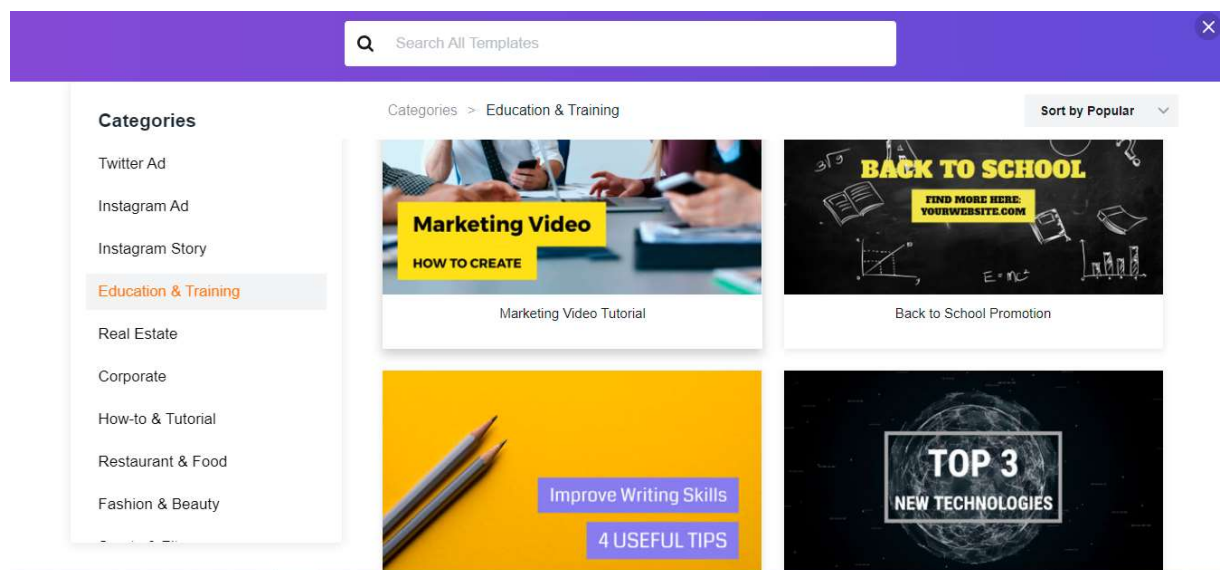 Search All Templates
Categories
Twitter Ad
Instagram Ad
Instagram Story
Education & Training
Real Estate
Corporate
How-to & Tutorial
Restaurant & Food
Fashion & Beauty
Categories > Education & Training
Sort by Popular
Marketing Video
HOW TO CREATE
Marketing Video Tutorial
3√9
BACK TO SCHOOL
FIND MORE HERE:
YOURWEBSITE.COM
E=mc²
Back to School Promotion
Improve Writing Skills
4 USEFUL TIPS
TOP 3
NEW TECHNOLOGIES